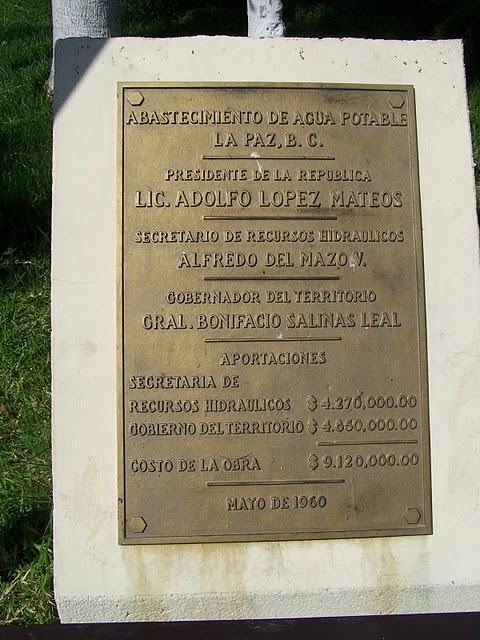 ABASTECIMIENTO DE AGUA POTABLE
LA PAZ, B. C.
PRESIDENTE DE LA REPUBLICA
LIC. ADOLFO LOPEZ MATEOS
SECRETARIO DE RECURSOS HIDRAULICOS
ALFREDO DEL MAZO V.
GOBERNADOR DEL TERRITORIO
GRAL. BONIFACIO SALINAS LEAL
APORTACIONES
SECRETARIA DE
RECURSOS HIDRAULICOS $ 4.270,000.00
GOBIERNO DEL TERRITORIO $ 4.850,000.00
COSTO DE LA OBRA $ 9.120,000.00
MAYO DE 1960